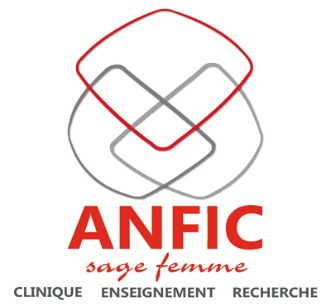 ANFIC
sage femme
CLINIQUE ENSEIGNEMENT RECHERCHE